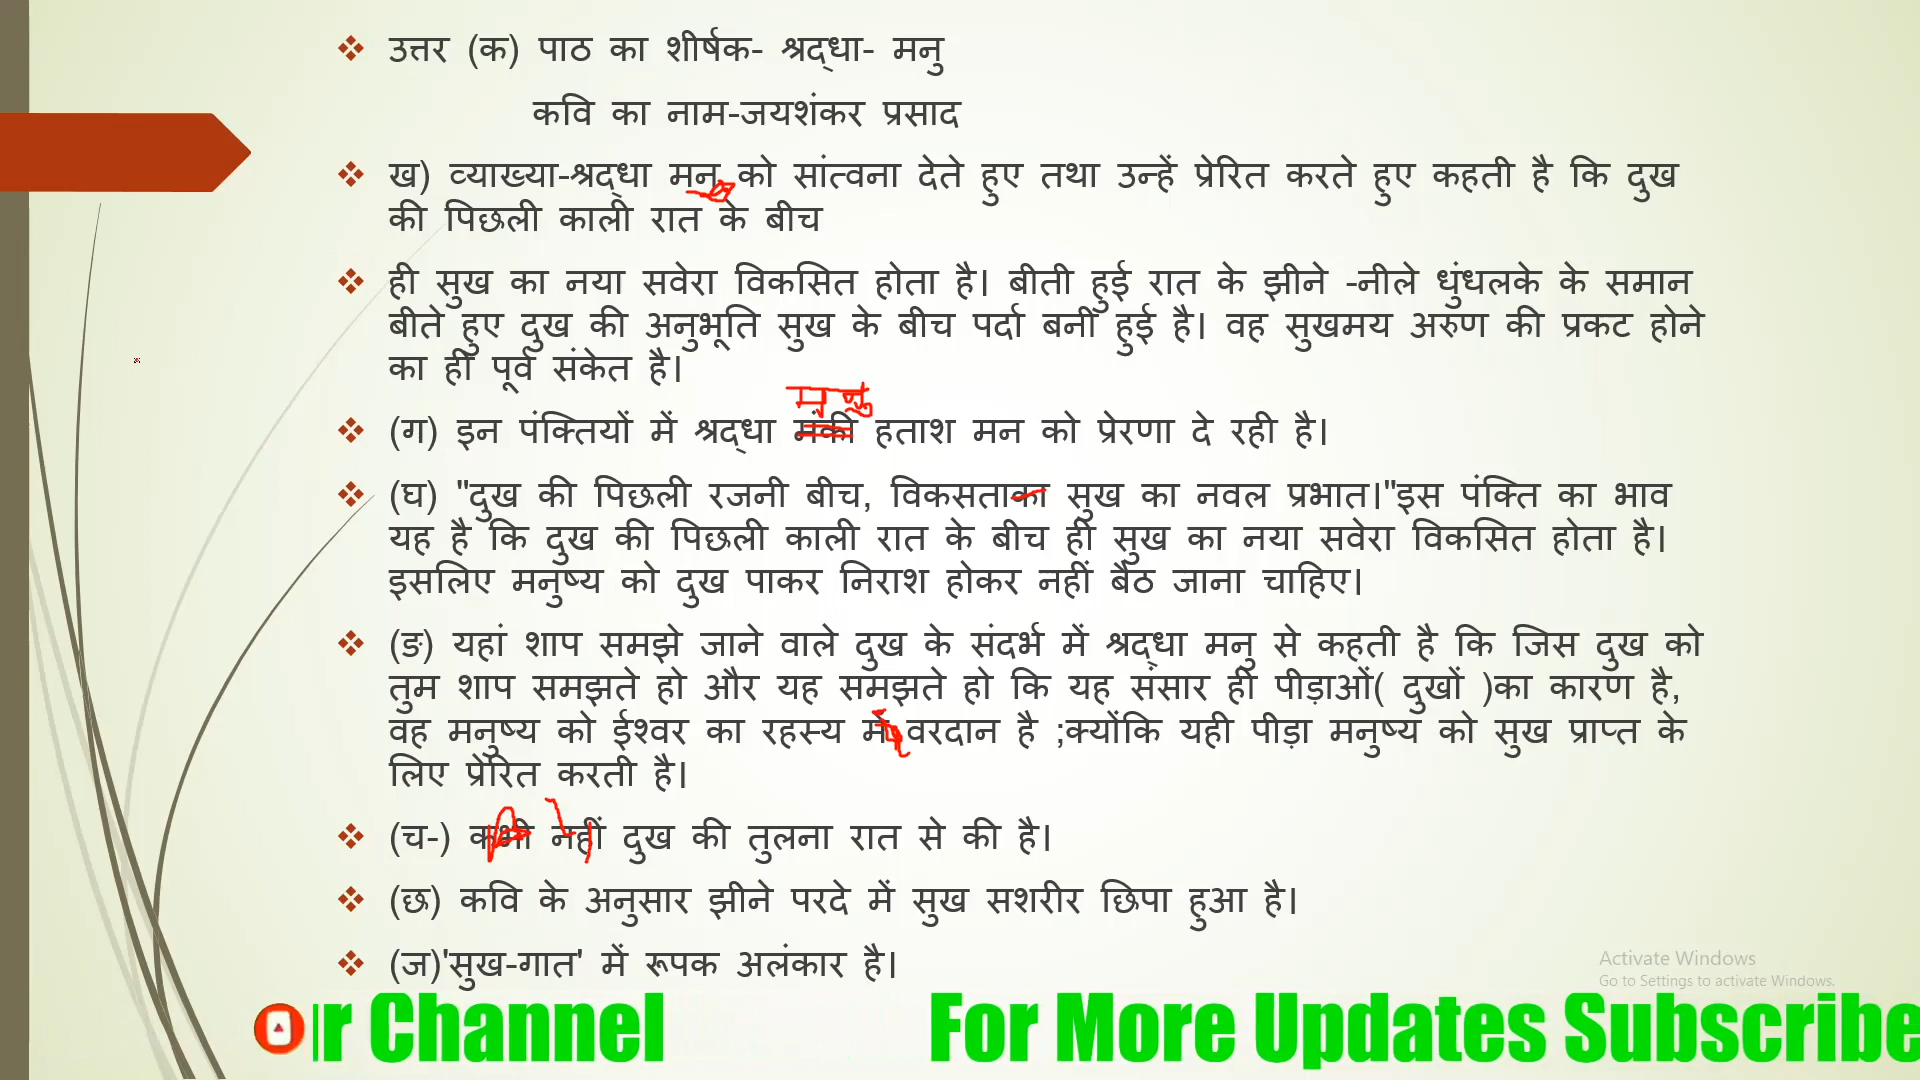 उत्तर (क) पाठ का शीर्षक- श्रद्धा- मनु
कवि का नाम-जयशंकर प्रसाद
ख) व्याख्या-श्रद्धा मन को सांत्वना देते हुए तथा उन्हें प्रेरित करते हुए कहती है कि दुख
की पिछली काली रात के बीच
ही सुख का नया सवेरा विकसित होता है। बीती हुई रात के झीने -नीले धुंधलके के समान
बीते हुए दुख की अनुभूति सुख के बीच पर्दा बनी हुई है। वह सुखमय अरुण की प्रकट होने
का ही पूर्व संकेत है।
मनु
(ग) इन पंक्तियों में श्रद्धा मंकी हताश मन को प्रेरणा दे रही है।
(घ) "दुख की पिछली रजनी बीच, विकसताका सुख का नवल प्रभात।"इस पंक्ति का भाव
यह है कि दुख की पिछली काली रात के बीच ही सुख का नया सवेरा विकसित होता है।
इसलिए मनुष्य को दुख पाकर निराश होकर नहीं बैठ जाना चाहिए।
(ङ) यहां शाप समझे जाने वाले दुख के संदर्भ में श्रद्धा मनु से कहती है कि जिस दुख को
तुम शाप समझते हो और यह समझते हो कि यह संसार ही पीड़ाओं( दुखों )का कारण है,
वह मनुष्य को ईश्वर का रहस्य में वरदान है ;क्योंकि यही पीड़ा मनुष्य को सुख प्राप्त के
लिए प्रेरित करती है।
(च-) कभी नहीं दुख की तुलना रात से की है।
(छ) कवि के अनुसार झीने परदे में सुख सशरीर छिपा हुआ है।
(ज)'सुख-गात' में रूपक अलंकार है।
Activate Windows
Go to Settings to activate Windows.
r Channel For More Updates Subscribe